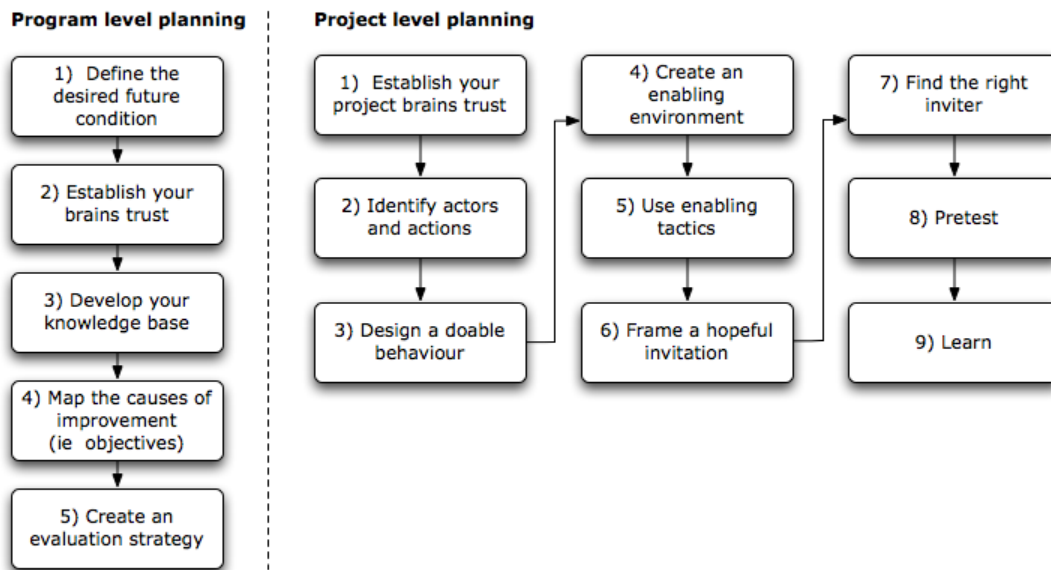 Program level planning
1) Define the
desired future
condition
2) Establish your
brains trust
3) Develop your
knowledge base
4) Map the causes of
improvement
(ie objectives)
5) Create an
evaluation strategy
Project level planning
1) Establish your
project brains trust
2) Identify actors
and actions
3) Design a doable
behaviour
4) Create an
enabling
environment
5) Use enabling
tactics
6) Frame a hopeful
invitation
7) Find the right
inviter
8) Pretest
9) Learn